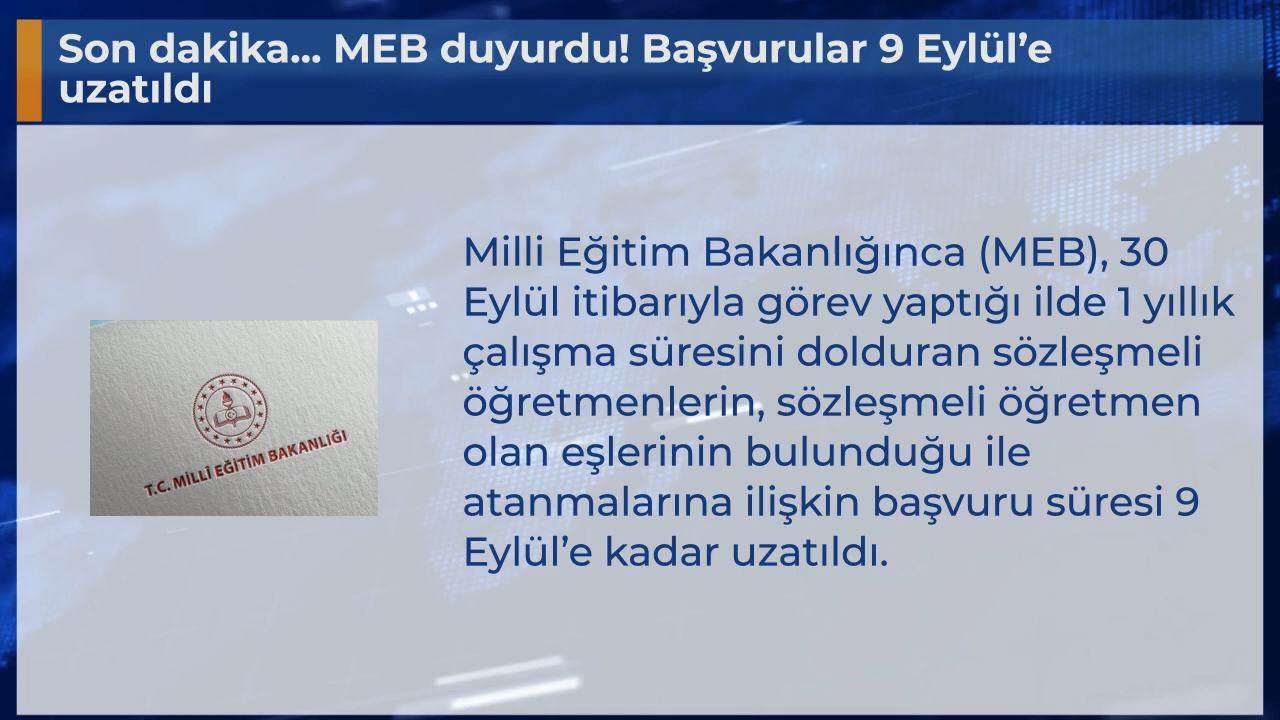 Son dakika... MEB duyurdu! Başvurular 9 Eylül’e
uzatıldı
Milli Eğitim Bakanlığınca (MEB), 30
Eylül itibarıyla görev yaptığı ilde 1 yıllık
çalışma süresini dolduran sözleşmeli
öğretmenlerin, sözleşmeli öğretmen
olan eşlerinin bulunduğu ile
atanmalarına ilişkin başvuru süresi 9
Eylül’e kadar uzatıldı.
T.C. MİLLÎ EĞİTİM BAKANLIĞI